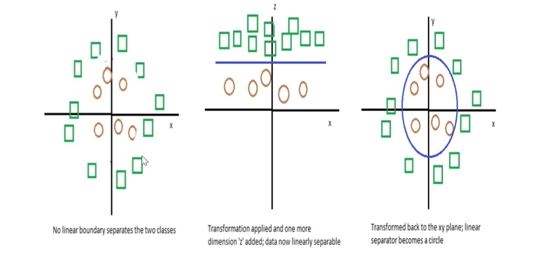 y
x
No linear boundary separates the two classes
z
x
Transformation applied and one more
dimension 'z' added; data now linearly separable
y
x
Transformed back to the xy plane; linear
separator becomes a circle